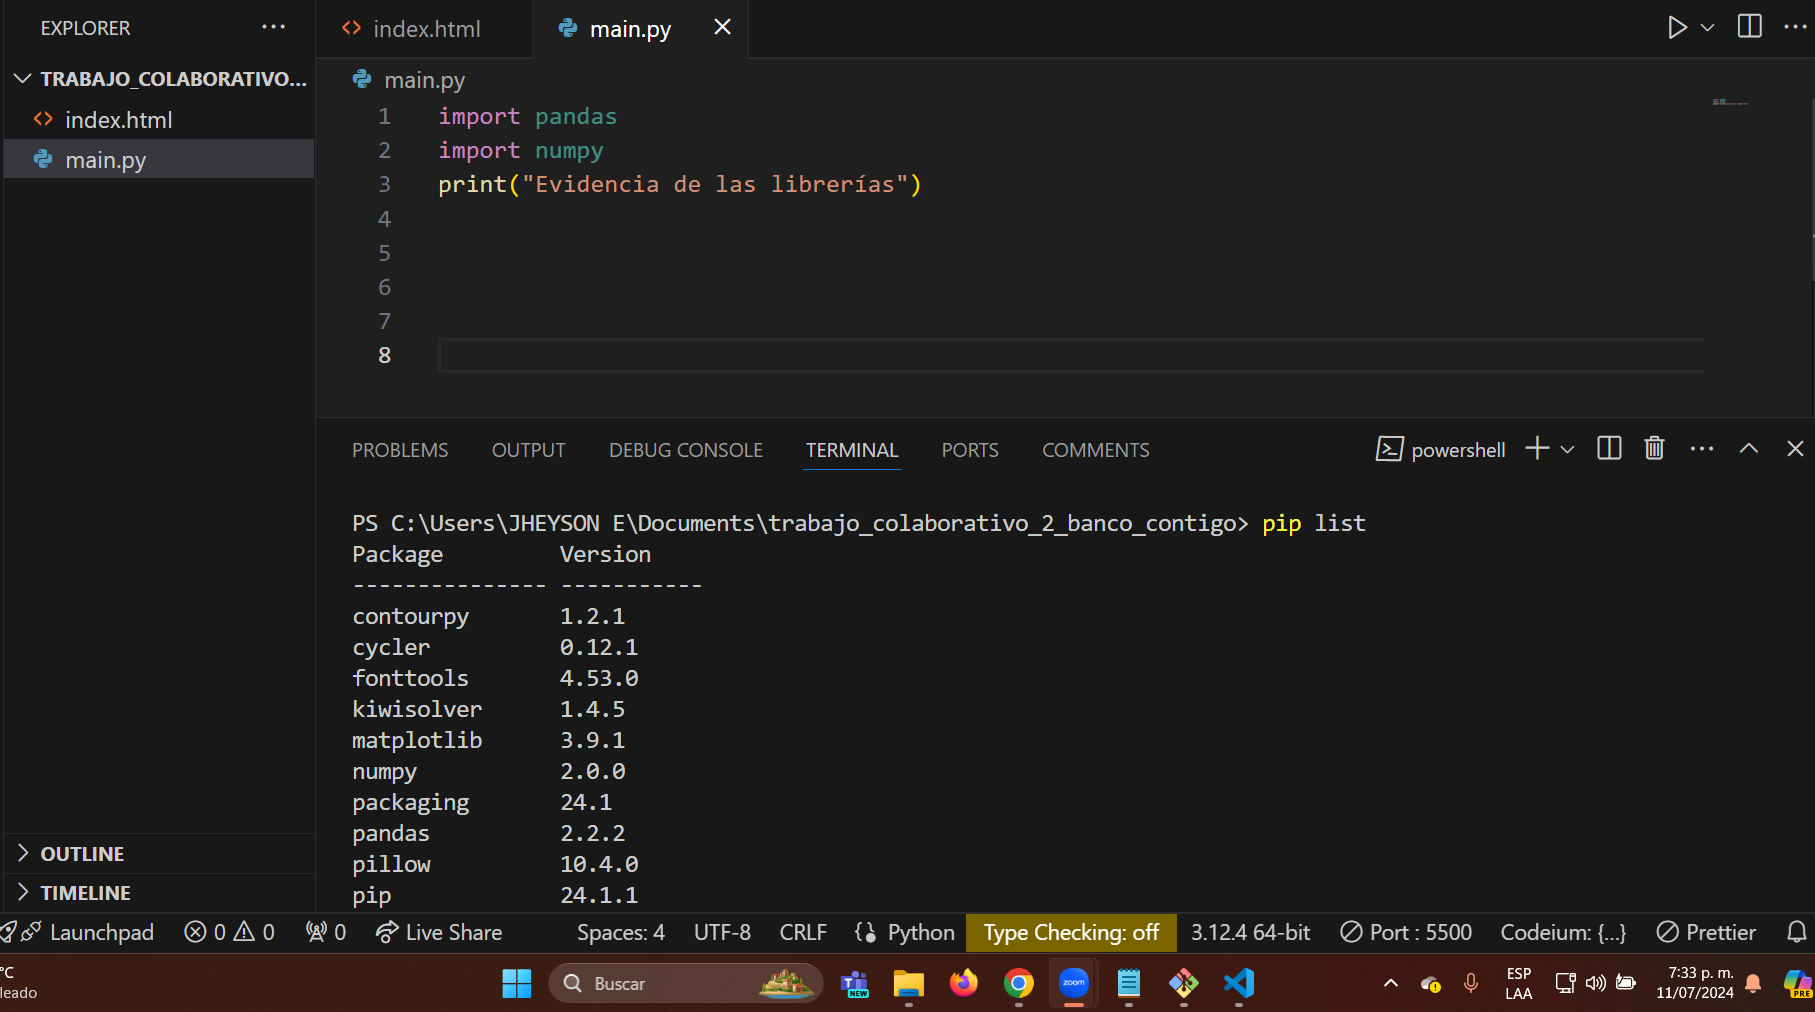 EXPLORER
TRABAJO_COLABORATIVO...
index.html
main.py
OUTLINE
TIMELINE
index.html
main.py
main.py
1 import pandas
2 import numpy
3 print("Evidencia de las librerías")
4
5
6
7
8
PROBLEMS OUTPUT DEBUG CONSOLE TERMINAL PORTS COMMENTS powershell
PS C:\Users\JHEYSON E\Documents\trabajo_colaborativo_2_banco_contigo> pip list
Package Version
--------------- -----------
contourpy 1.2.1
cycler 0.12.1
fonttools 4.53.0
kiwisolver 1.4.5
matplotlib 3.9.1
numpy 2.0.0
packaging 24.1
pandas 2.2.2
pillow 10.4.0
pip 24.1.1
Launchpad 0 0 0 Live Share Spaces: 4 UTF-8 CRLF Python Type Checking: off 3.12.4 64-bit Port : 5500 Codeium: {...} Prettier
°C
leado
Buscar
NEW
zoom
ESP
LAA
7:33 p. m.
11/07/2024
PRE